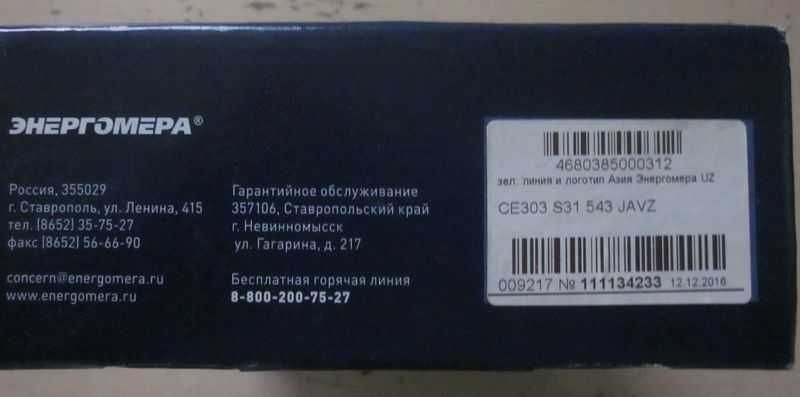 ЭНЕРГОМЕРА®
Россия, 355029
г. Ставрополь, ул. Ленина, 415
тел. (8652) 35-75-27
факс (8652) 56-66-90
concern@energomera.ru
www.energomera.ru
Гарантийное обслуживание
357106, Ставропольский край
г. Невинномысск
ул. Гагарина, д. 217
Бесплатная горячая линия
8-800-200-75-27
4680385000312
зел. линия и логотип Азия Энергомера UZ
CE303 S31 543 JAVZ
009217 № 111134233 12.12.2016